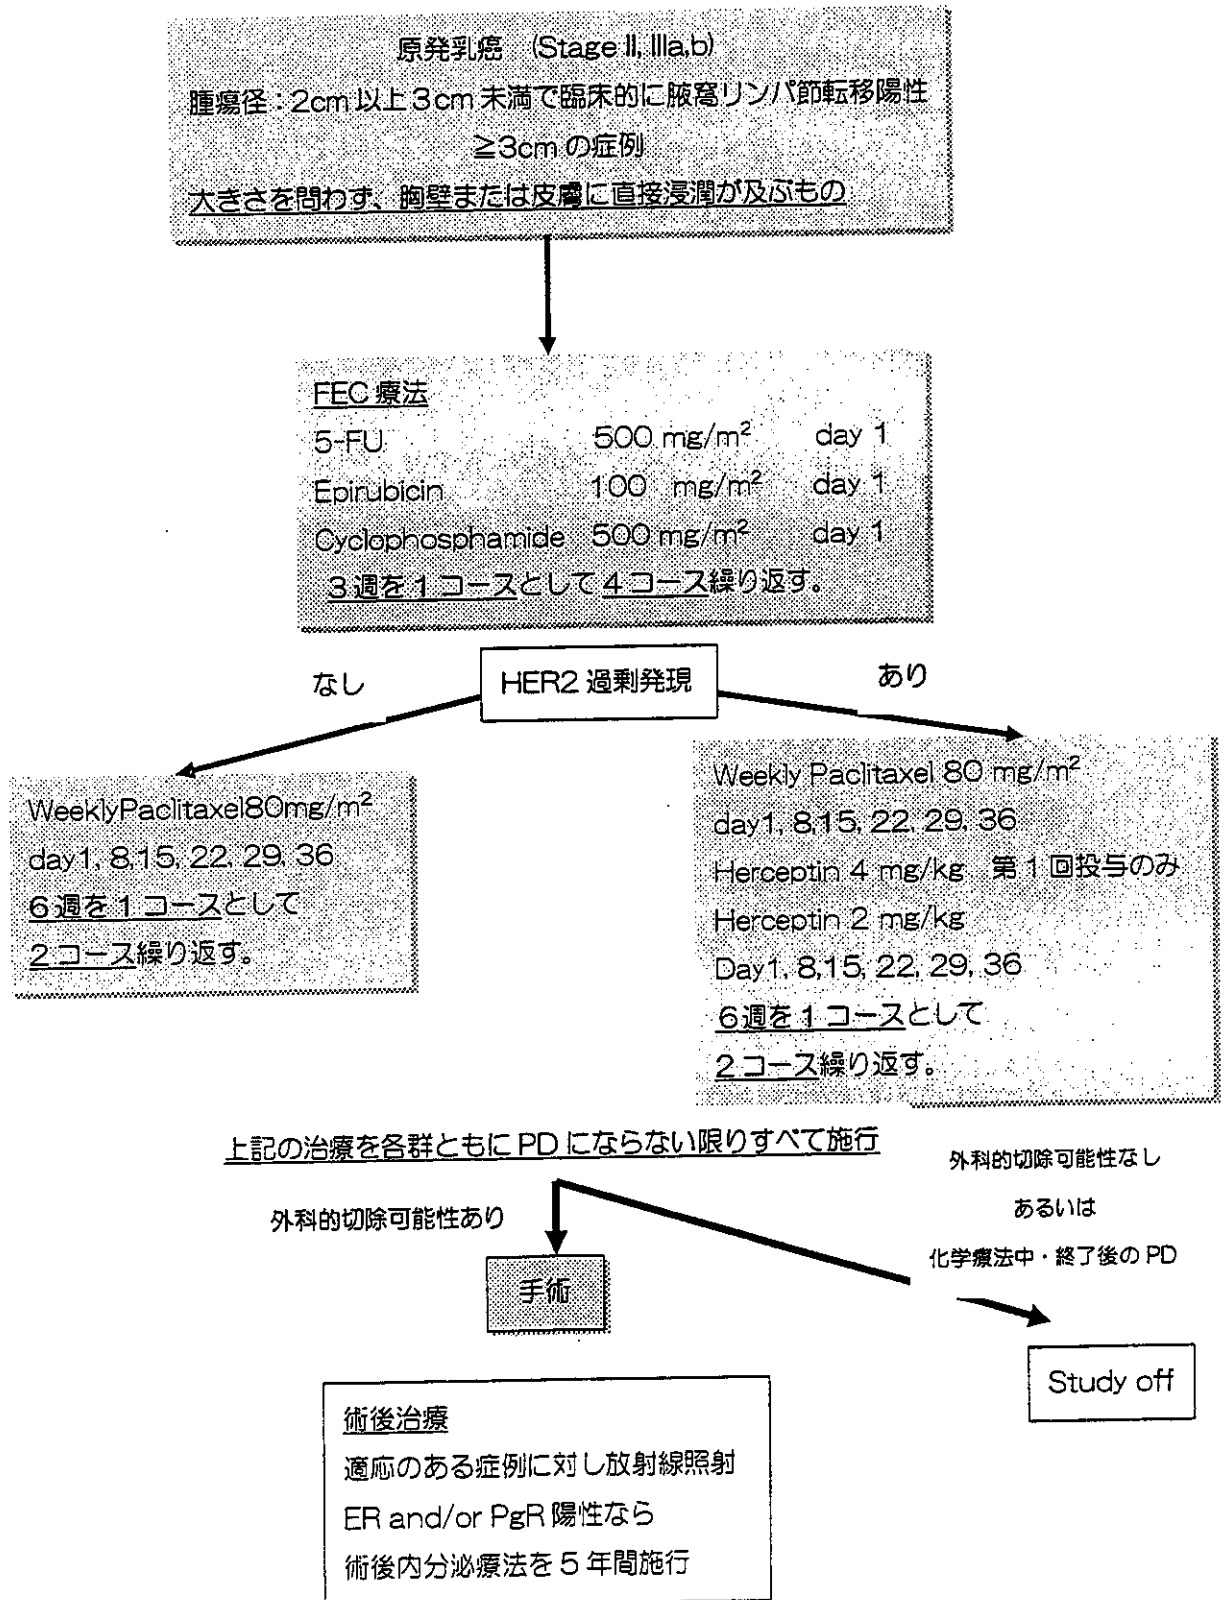 原発乳癌 (Stage II, IIIa,b)
腫瘍径：2cm 以上 3cm 未満で臨床的に腋窩リンパ節転移陽性
≧3cm の症例
大きさを問わず、胸壁または皮膚に直接浸潤が及ぶもの
FEC 療法
5-FU 500 mg/m² day 1
Epirubicin 100 mg/m² day 1
Cyclophosphamide 500 mg/m² day 1
3週を1コースとして4コース繰り返す。
なし
HER2 過剰発現
あり
WeeklyPaclitaxel80mg/m²
day1, 8,15, 22, 29, 36
6週を1コースとして
2コース繰り返す。
Weekly Paclitaxel 80 mg/m²
day1, 8,15, 22, 29, 36
Herceptin 4 mg/kg 第1回投与のみ
Herceptin 2 mg/kg
Day1, 8,15, 22, 29, 36
6週を1コースとして
2コース繰り返す。
上記の治療を各群ともに PD にならない限りすべて施行
外科的切除可能性あり
外科的切除可能性なし
あるいは
化学療法中・終了後の PD
手術
Study off
術後治療
適応のある症例に対し放射線照射
ER and/or PgR 陽性なら
術後内分泌療法を5年間施行